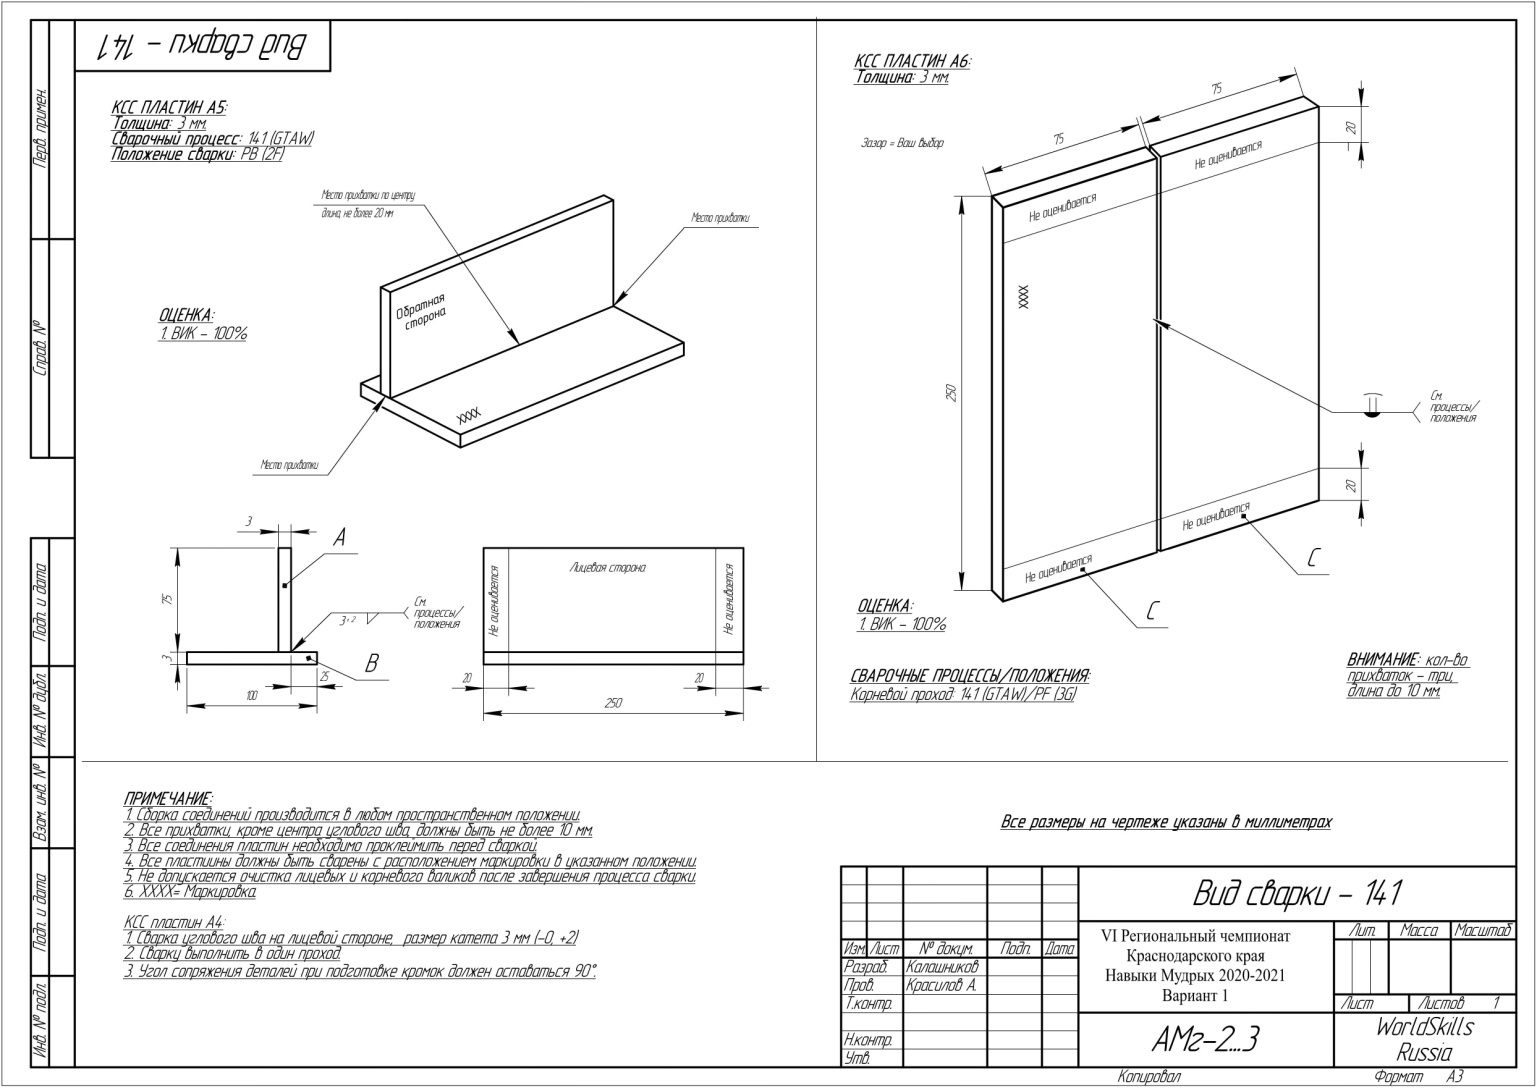 Вид сварки - 141
Перв. примен.
Справ. №
Подп. и дата
Инв. № дубл.
Взам. инв. №
Подп. и дата
Инв. № подл.
КСС ПЛАСТИН А5:
Толщина: 3 мм.
Сварочный процесс: 141 (GTAW)
Положение сварки: PB (2F)
ОЦЕНКА:
1. ВИК - 100%
Место прихватки по центру
длина, не более 20 мм
Место прихватки
Обратная
сторона
XXXX
Место прихватки
3
А
75
3
3+2
См.
процессы/
положения
В
25
100
Не оценивается
Лицевая сторона
Не оценивается
20
20
250
КСС ПЛАСТИН А6:
Толщина: 3 мм.
Зазор = Ваш выбор
75
75
20
Не оценивается
Не оценивается
XXXX
250
См.
процессы/
положения
20
Не оценивается
Не оценивается
С
С
ОЦЕНКА:
1. ВИК - 100%
СВАРОЧНЫЕ ПРОЦЕССЫ/ПОЛОЖЕНИЯ:
Корневой проход: 141 (GTAW)/PF (3G)
ВНИМАНИЕ: кол-во
прихваток - три,
длина до 10 мм.
ПРИМЕЧАНИЕ:
1. Сборка соединений производится в любом пространственном положении.
2. Все прихватки, кроме центра углового шва, должны быть не более 10 мм.
3. Все соединения пластин необходимо проклеймить перед сваркой.
4. Все пластиины должны быть сварены с расположением маркировки в указанном положении.
5. Не допускается очистка лицевых и корневого валиков после завершения процесса сварки.
6. XXXX= Маркировка.
КСС пластин А4:
1. Сварка углового шва на лицевой стороне, размер катета 3 мм (-0, +2)
2. Сварку выполнить в один проход.
3. Угол сопряжения деталей при подготовке кромок должен оставаться 90°.
Все размеры на чертеже указаны в миллиметрах
Вид сварки - 141
Изм. Лист № докум. Подп. Дата
Разраб. Калашников
Пров. Красилов А.
Т.контр.
Н.контр.
Утв.
VI Региональный чемпионат
Краснодарского края
Навыки Мудрых 2020-2021
Вариант 1
Лит. Масса Масштаб
Лист Листов 1
АМг-2...3
WorldSkills
Russia
Копировал Формат А3